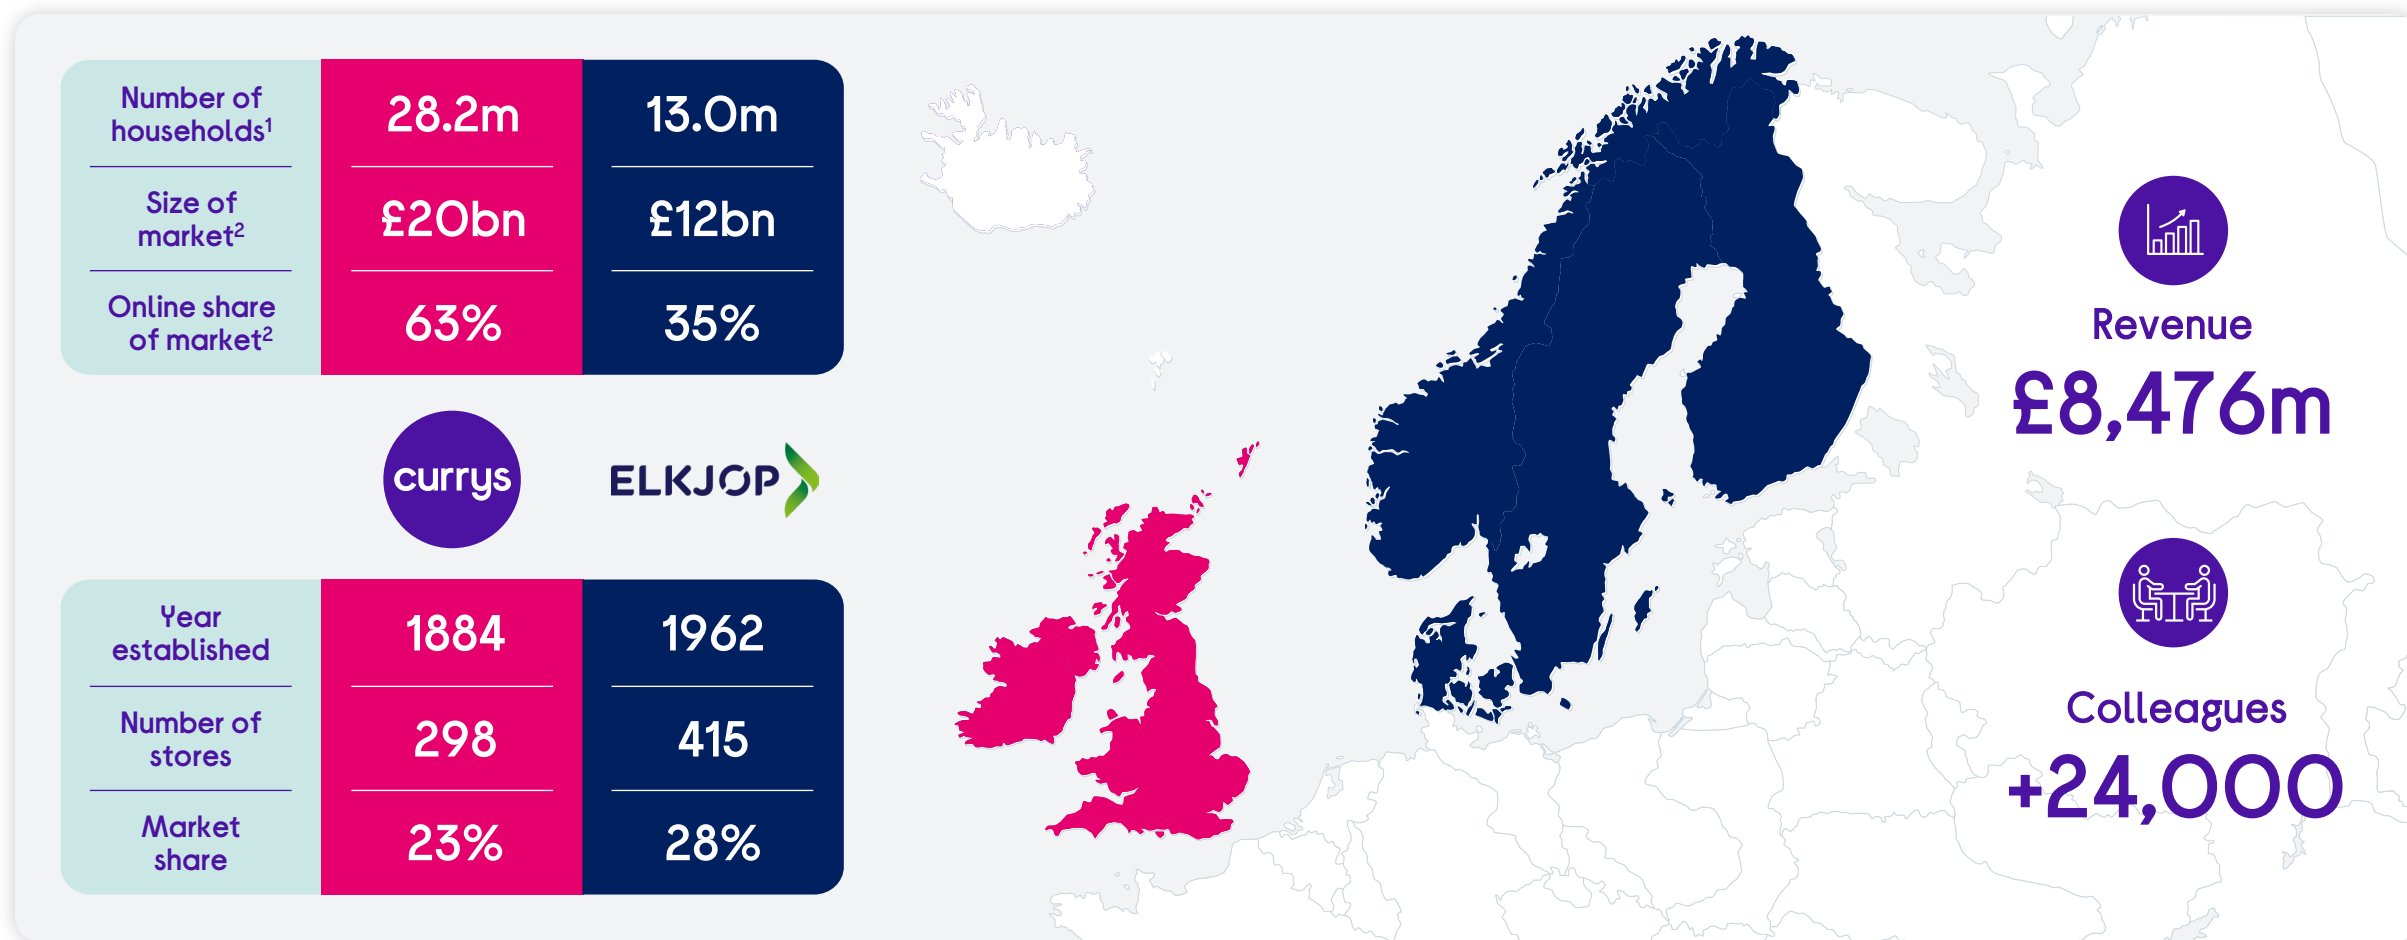 Number of
households¹
28.2m
13.0m
Size of
market²
£20bn
£12bn
Online share
of market²
63%
35%
currys
ELKJOP
Year
established
1884
1962
Number of
stores
298
415
Market
share
23%
28%
Revenue
£8,476m
Colleagues
+24,000